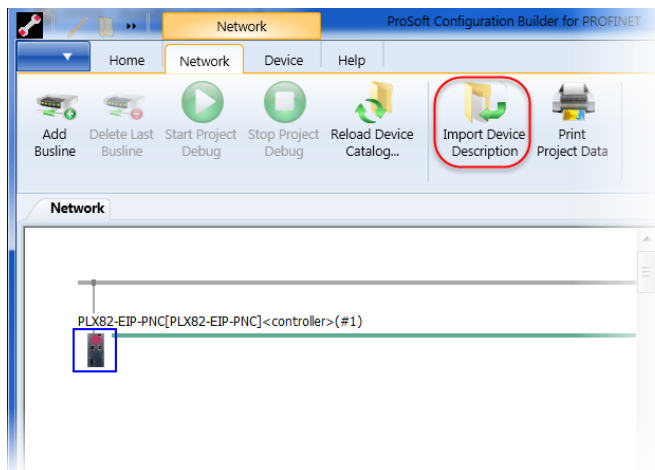 Network
ProSoft Configuration Builder for PROFINET
Home
Network
Device
Help
Add
Busline
Delete Last
Busline
Start Project
Debug
Stop Project
Debug
Reload Device
Catalog...
Import Device
Description
Print
Project Data
Network
PLX82-EIP-PNC[PLX82-EIP-PNC]<controller>(#1)